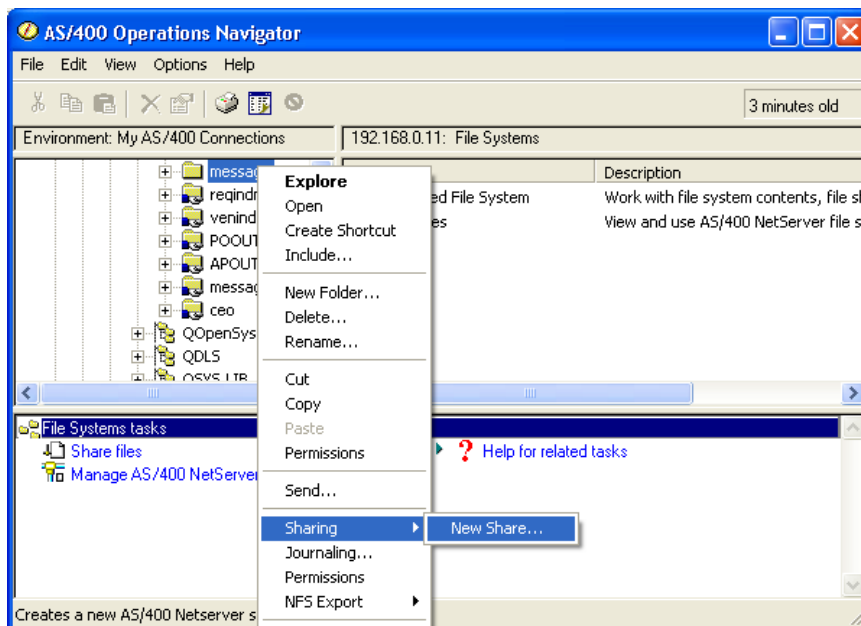 AS/400 Operations Navigator
File Edit View Options Help
3 minutes old
Environment: My AS/400 Connections
192.168.0.11: File Systems
Description
ed File System Work with file system contents, file
es View and use AS/400 NetServer file s
messag
reqindr
venind
POOUT
APOUT
messag
ceo
QOpenSys
QDLS
QSYS.LIB
Explore
Open
Create Shortcut
Include...
New Folder...
Delete...
Rename...
Cut
Copy
Paste
Permissions
Send...
Sharing
New Share...
Journaling...
Permissions
NFS Export
File Systems tasks
Share files
Manage AS/400 NetServer
Help for related tasks
Creates a new AS/400 Netserver s